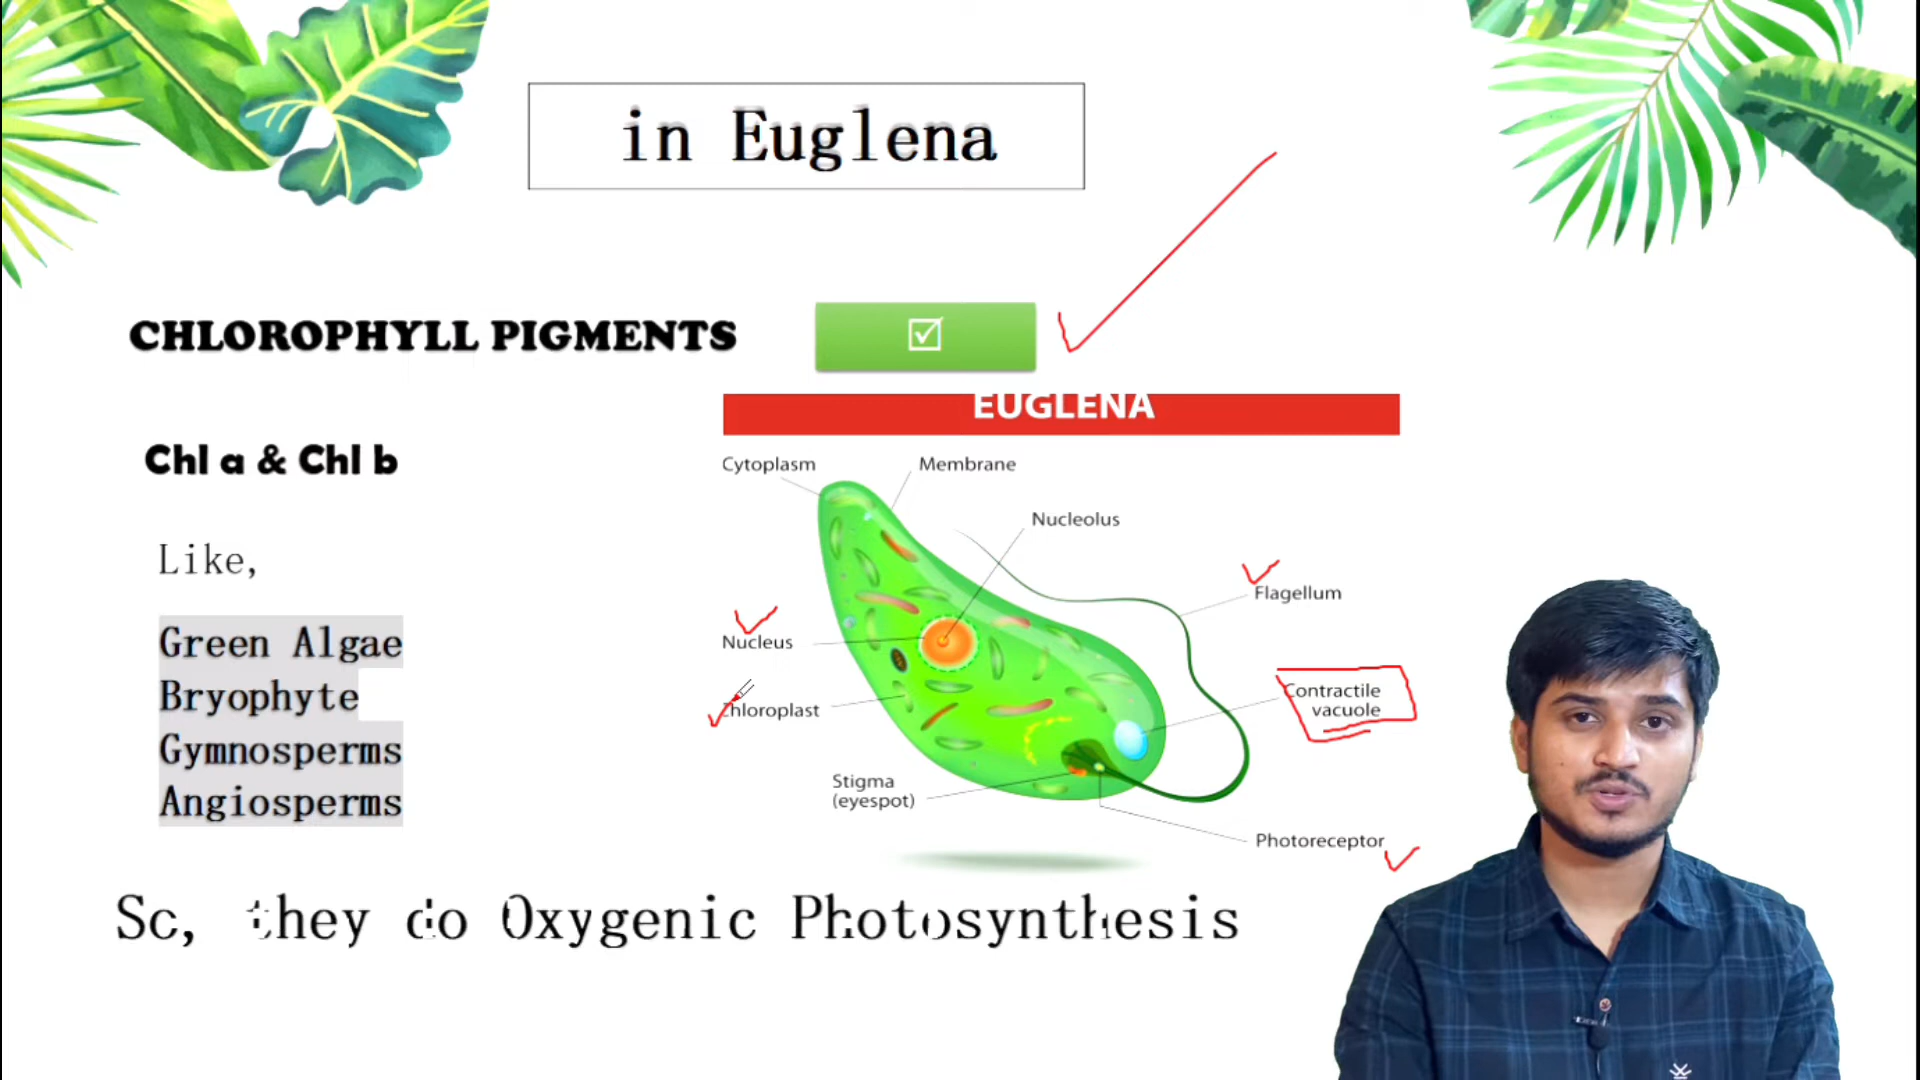 in Euglena
CHLOROPHYLL PIGMENTS
EUGLENA
Chl a & Chl b
Cytoplasm
Membrane
Nucleolus
Like,
Flagellum
Green Algae
Nucleus
Bryophyte
Contractile
vacuole
Chloroplast
Gymnosperms
Stigma
(eyespot)
Angiosperms
Photoreceptor
So, they do Oxygenic Photosynthesis